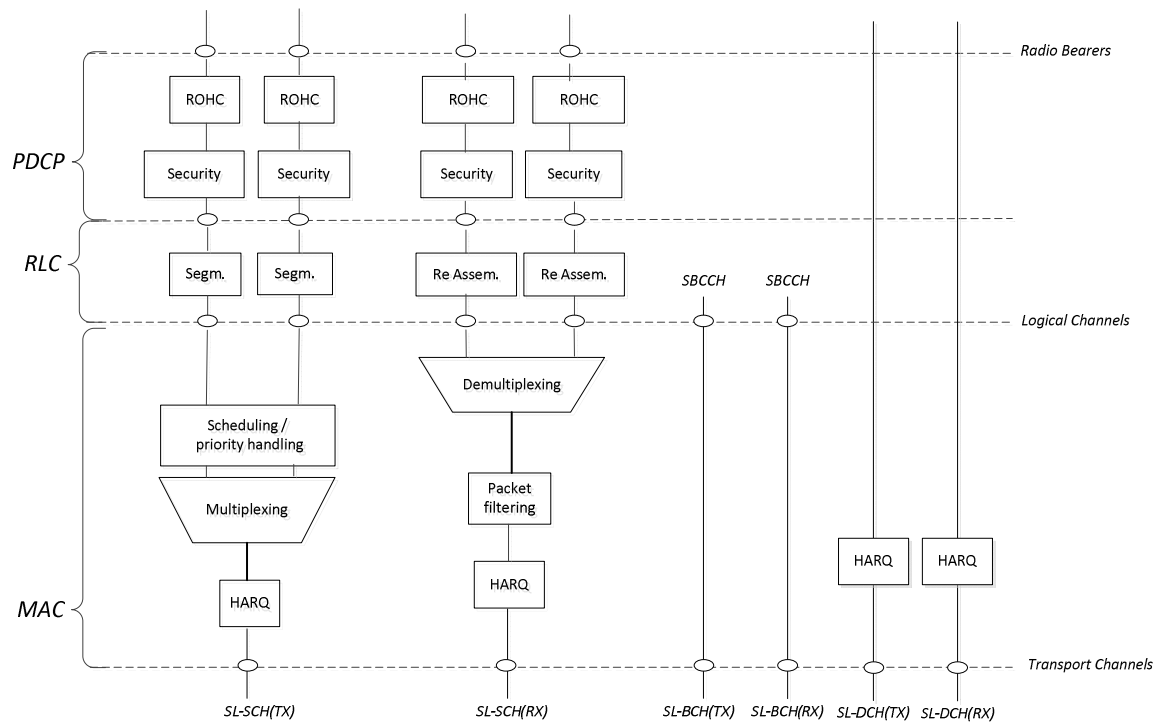 Radio Bearers
ROHC
ROHC
ROHC
ROHC
PDCP
Security
Security
Security
Security
RLC
Segm.
Segm.
Re Assem.
Re Assem.
SBCCH
SBCCH
Logical Channels
Demultiplexing
Scheduling /
priority handling
Packet
filtering
Multiplexing
HARQ
HARQ
HARQ
HARQ
MAC
Transport Channels
SL-SCH(TX)
SL-SCH(RX)
SL-BCH(TX)
SL-BCH(RX)
SL-DCH(TX)
SL-DCH(RX)